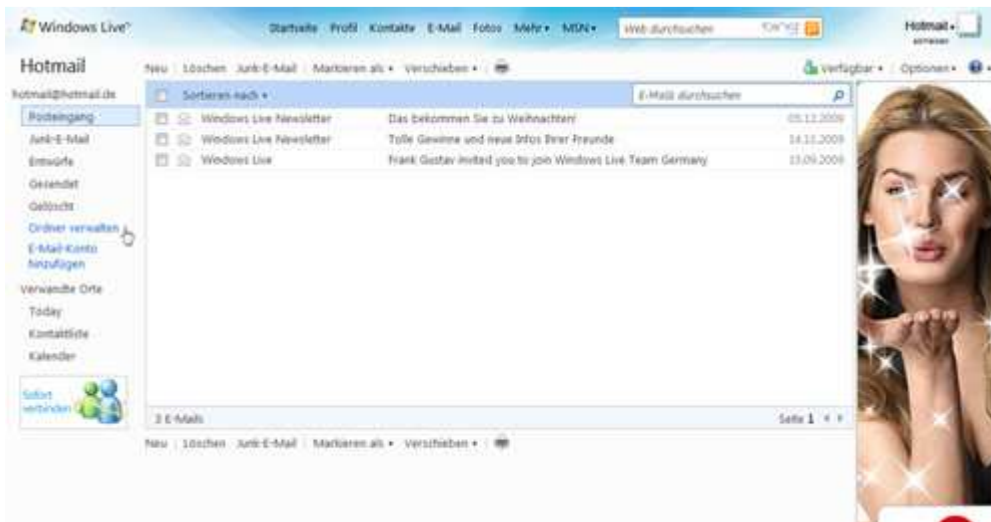 Windows Live®
Startseite Profil Kontakte E-Mail Fotos Mehr MSN
Web durchsuchen
Hotmail
abmelden
Hotmail
Neu Löschen Junk-E-Mail Markieren als Verschieben
Verfügbar Optionen
hotmail@hotmail.de
Sortieren nach
E-Mails durchsuchen
Posteingang
Windows Live Newsletter Das bekommen Sie zu Weihnachten! 05.12.2009
Junk-E-Mail
Windows Live Newsletter Tolle Gewinne und neue Infos Ihrer Freunde 14.11.2009
Entwürfe
Windows Live Frank Gustav invited you to join Windows Live Team Germany 15.09.2009
Gesendet
Gelöscht
Ordner verwalten
E-Mail-Konto
hinzufügen
Verwandte Orte
Today
Kontaktliste
Kalender
Sofort
verbinden
3 E-Mails Seite 1
Neu Löschen Junk-E-Mail Markieren als Verschieben